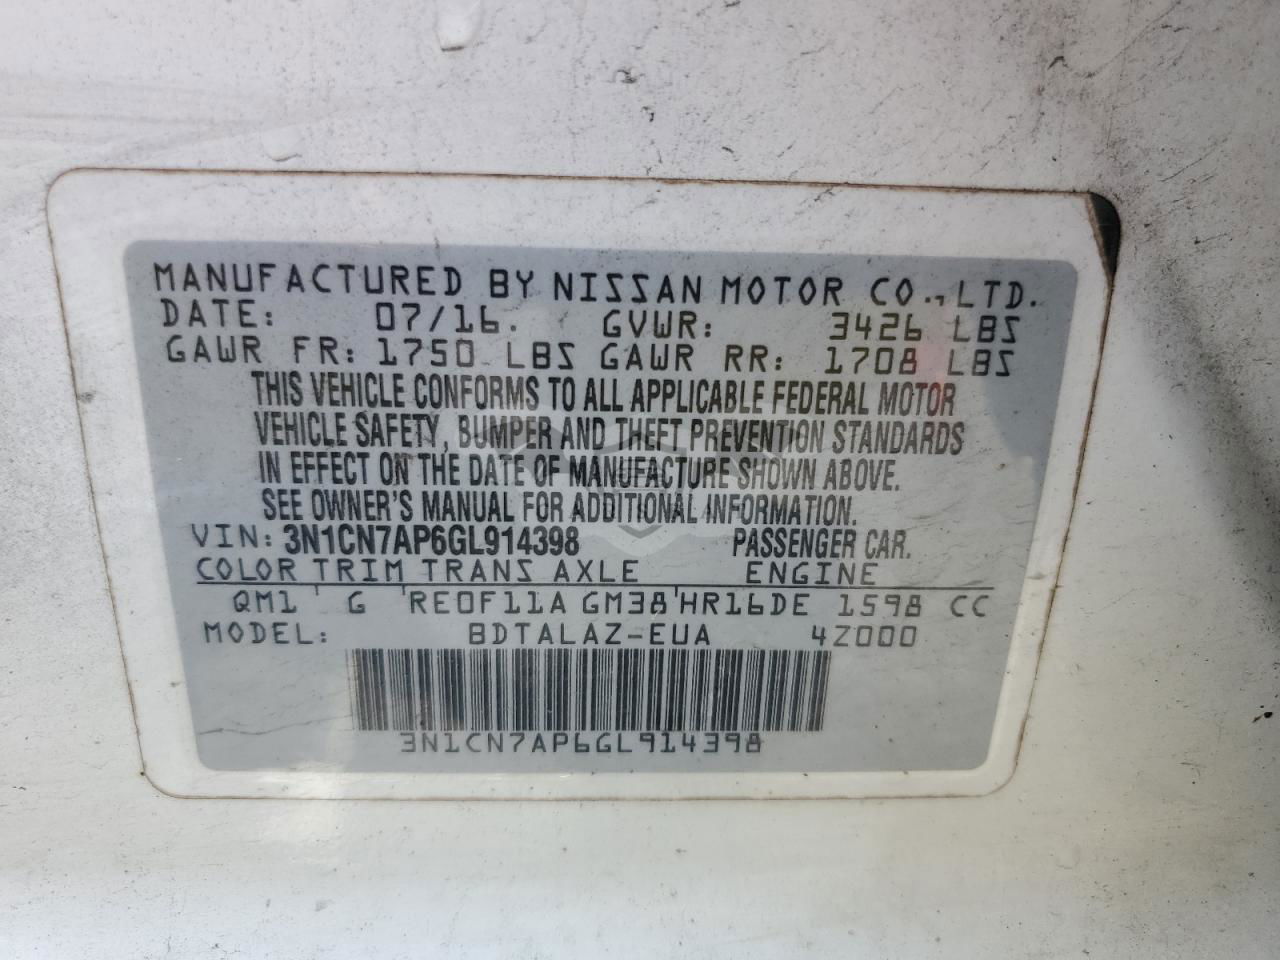 MANUFACTURED BY NISSAN MOTOR CO., LTD.
DATE: 07/16. GVWR: 3426 LBS
GAWR FR: 1750 LBS GAWR RR: 1708 LBS
THIS VEHICLE CONFORMS TO ALL APPLICABLE FEDERAL MOTOR
VEHICLE SAFETY, BUMPER AND THEFT PREVENTION STANDARDS
IN EFFECT ON THE DATE OF MANUFACTURE SHOWN ABOVE.
SEE OWNER'S MANUAL FOR ADDITIONAL INFORMATION.
VIN: 3N1CN7AP6GL914398 PASSENGER CAR.
COLOR TRIM TRANS AXLE ENGINE
QM1 ' G 'RE0F11A GM38'HR16DE 1598 CC
MODEL: BDTALAZ-EUA 4Z000
3N1CN7AP6GL914398